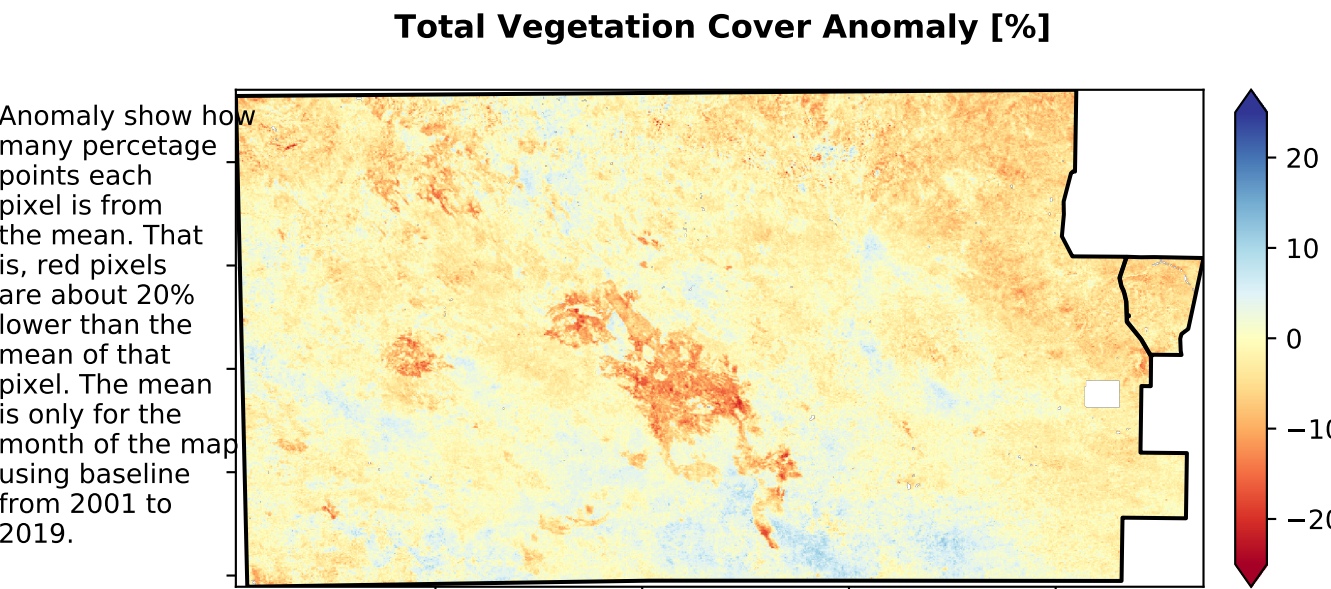 Total Vegetation Cover Anomaly [%]
Anomaly show how
many percetage
points each
pixel is from
the mean. That
is, red pixels
are about 20%
lower than the
mean of that
pixel. The mean
is only for the
month of the map
using baseline
from 2001 to
2019.
20
10
0
−10
−20